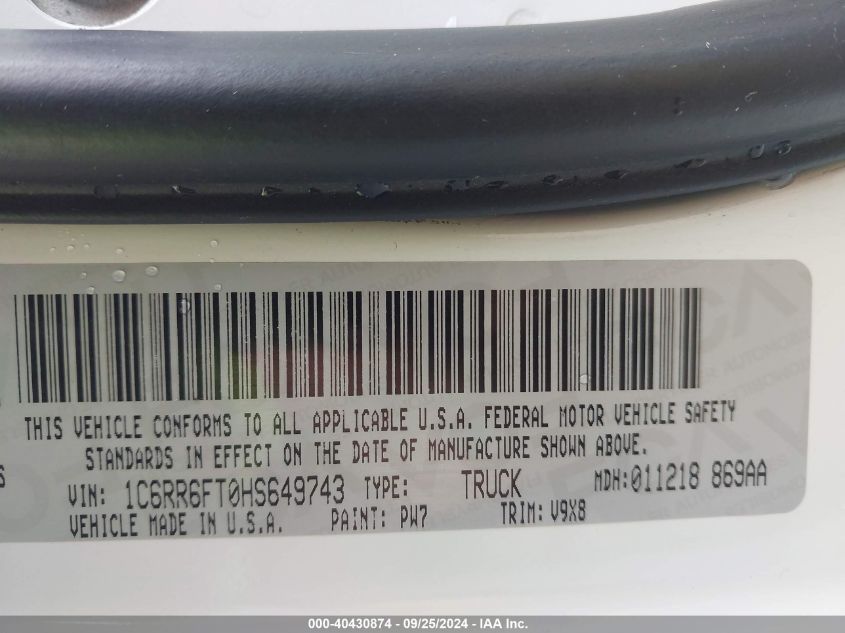 THIS VEHICLE CONFORMS TO ALL APPLICABLE U.S.A. FEDERAL MOTOR VEHICLE SAFETY
STANDARDS IN EFFECT ON THE DATE OF MANUFACTURE SHOWN ABOVE.
VIN: 1C6RR6FT0HS649743 TYPE: TRUCK MDH: 011218 869AA
VEHICLE MADE IN U.S.A. PAINT: PW7 TRIM: V9X8
000-40430874 - 09/25/2024 - IAA Inc.